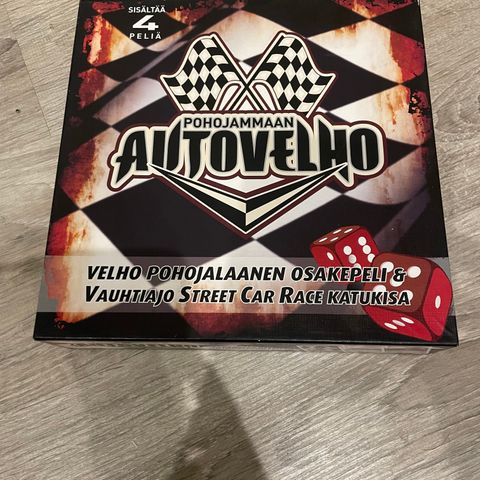 SISÄLTÄÄ
4
PELIÄ
POHOJAMMAAN
AUTOVELHO
VELHO POHOJALAANEN OSAKEPELI &
VAUHTIAJO STREET CAR RACE KATUKISA